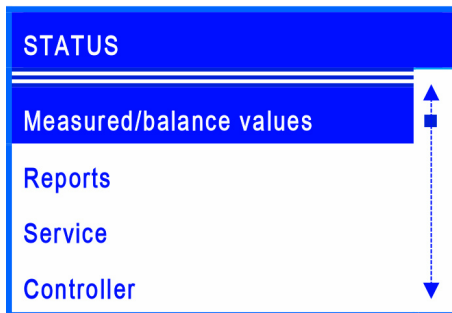 STATUS
Measured/balance values
Reports
Service
Controller